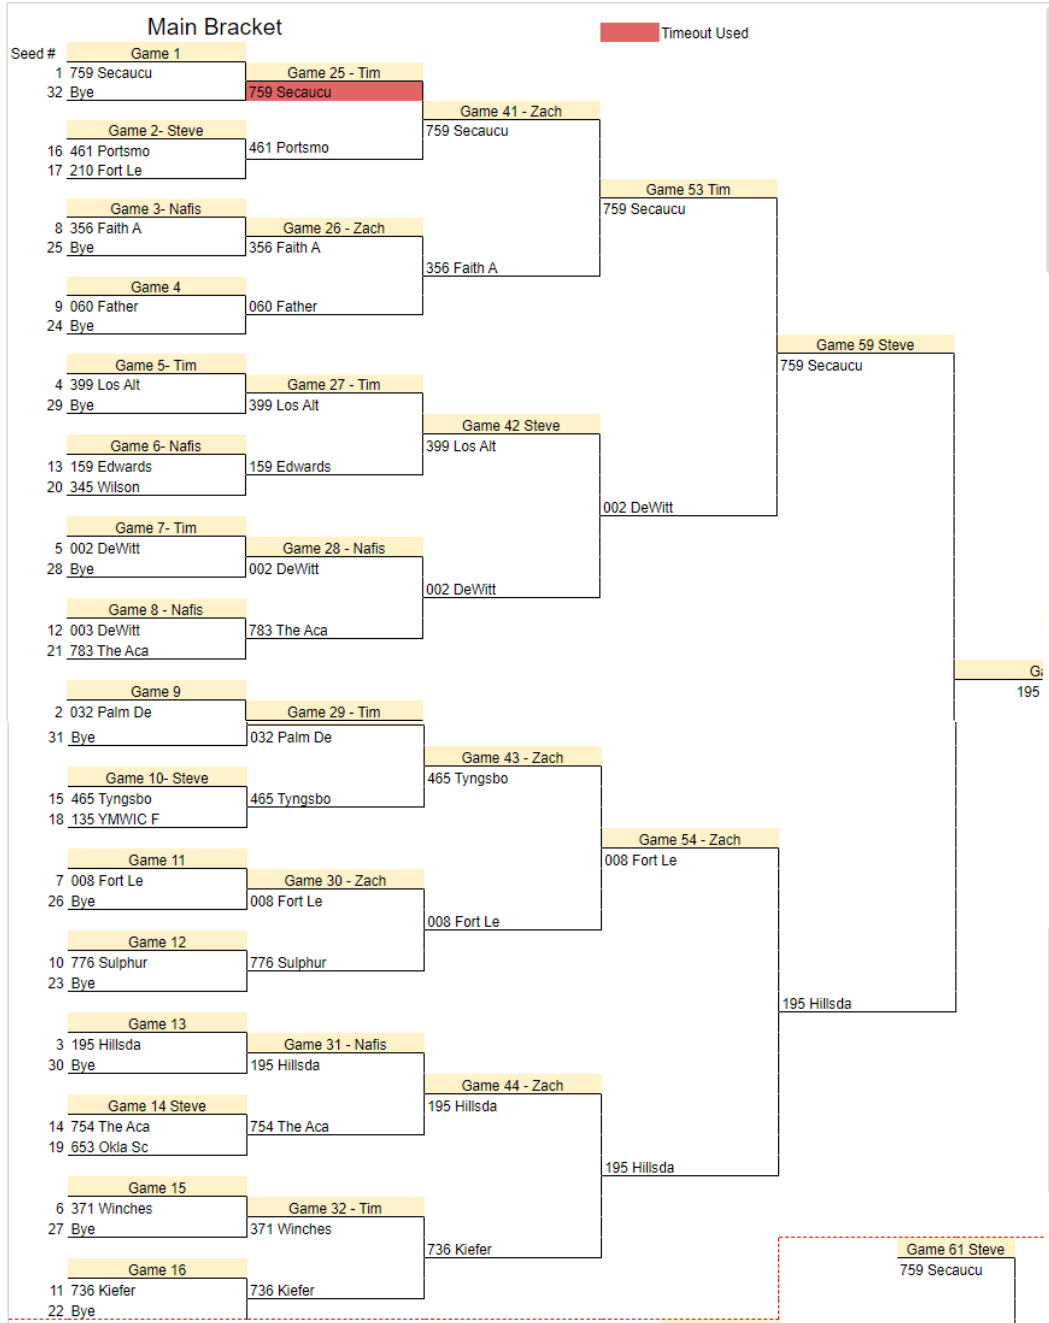 Main Bracket
Timeout Used
Seed #
Game 1
1 759 Secaucu
Game 25 - Tim
32 Bye
759 Secaucu
Game 41 - Zach
Game 2- Steve
759 Secaucu
16 461 Portsmo
461 Portsmo
17 210 Fort Le
Game 53 Tim
Game 3- Nafis
759 Secaucu
8 356 Faith A
Game 26 - Zach
25 Bye
356 Faith A
356 Faith A
Game 4
9 060 Father
060 Father
24 Bye
Game 59 Steve
Game 5- Tim
759 Secaucu
4 399 Los Alt
Game 27 - Tim
29 Bye
399 Los Alt
Game 42 Steve
Game 6- Nafis
399 Los Alt
13 159 Edwards
159 Edwards
20 345 Wilson
002 DeWitt
Game 7- Tim
5 002 DeWitt
Game 28 - Nafis
28 Bye
002 DeWitt
002 DeWitt
Game 8 - Nafis
12 003 DeWitt
783 The Aca
21 783 The Aca
Ga
Game 9
195
2 032 Palm De
Game 29 - Tim
31 Bye
032 Palm De
Game 43 - Zach
Game 10- Steve
465 Tyngsbo
15 465 Tyngsbo
465 Tyngsbo
18 135 YMWIC F
Game 54 - Zach
Game 11
008 Fort Le
7 008 Fort Le
Game 30 - Zach
26 Bye
008 Fort Le
008 Fort Le
Game 12
10 776 Sulphur
776 Sulphur
23 Bye
195 Hillsda
Game 13
3 195 Hillsda
Game 31 - Nafis
30 Bye
195 Hillsda
Game 44 - Zach
Game 14 Steve
195 Hillsda
14 754 The Aca
754 The Aca
19 653 Okla Sc
195 Hillsda
Game 15
6 371 Winches
Game 32 - Tim
27 Bye
371 Winches
736 Kiefer
Game 61 Steve
Game 16
759 Secaucu
11 736 Kiefer
736 Kiefer
22 Bye